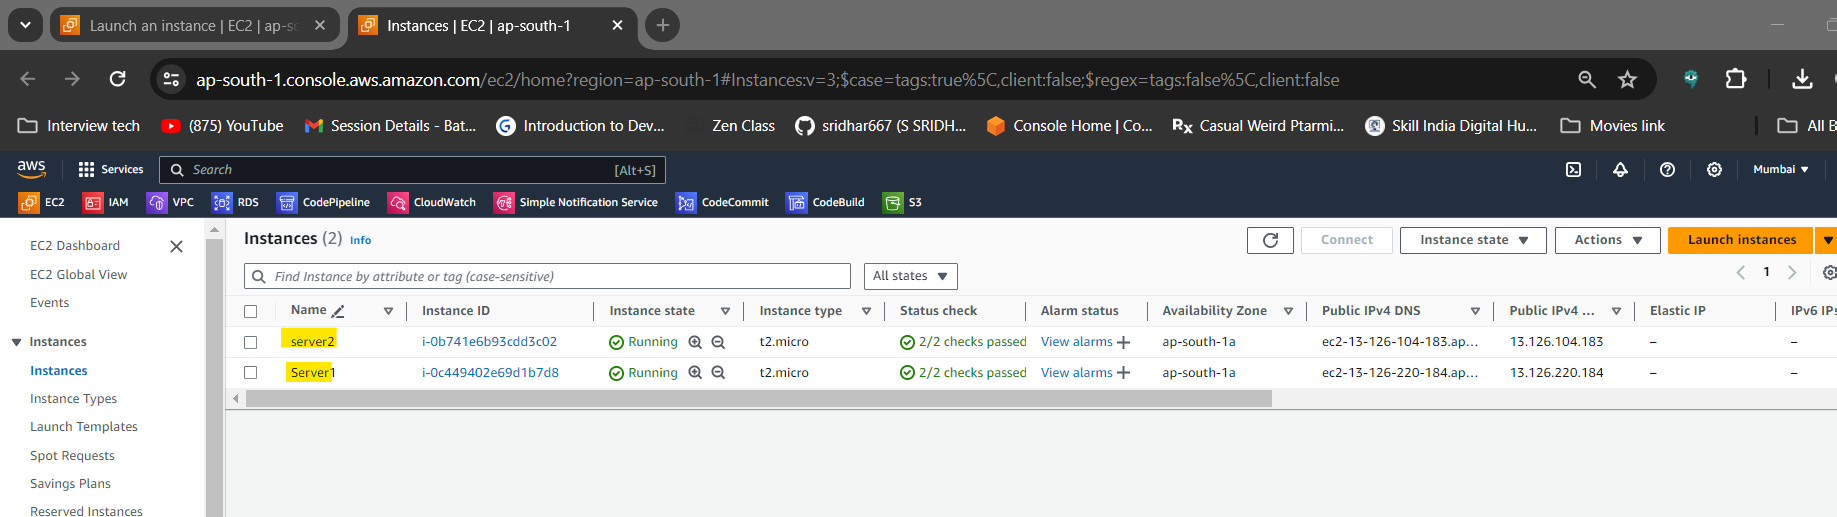 Launch an instance | EC2 | ap-so
Instances | EC2 | ap-south-1
ap-south-1.console.aws.amazon.com/ec2/home?region=ap-south-1#Instances:v=3;$case=tags:true%5C,client:false;$regex=tags:false%5C,client:false
Interview tech (875) YouTube Session Details - Bat... Introduction to Dev... Zen Class sridhar667 (S SRIDH... Console Home | Co... Rx Casual Weird Ptarmi... Skill India Digital Hu... Movies link All B
aws Services Search [Alt+S] Mumbai
EC2 IAM VPC RDS CodePipeline CloudWatch Simple Notification Service CodeCommit CodeBuild S3
EC2 Dashboard
EC2 Global View
Events
Instances
Instances
Instance Types
Launch Templates
Spot Requests
Savings Plans
Reserved Instances
Instances (2) Info Connect Instance state Actions Launch instances
Find Instance by attribute or tag (case-sensitive) All states 1
Name Instance ID Instance state Instance type Status check Alarm status Availability Zone Public IPv4 DNS Public IPv4 ... Elastic IP IPv6 IPs
server2 i-0b741e6b93cdd3c02 Running t2.micro 2/2 checks passed View alarms + ap-south-1a ec2-13-126-104-183.ap... 13.126.104.183 – –
Server1 i-0c449402e69d1b7d8 Running t2.micro 2/2 checks passed View alarms + ap-south-1a ec2-13-126-220-184.ap... 13.126.220.184 – –